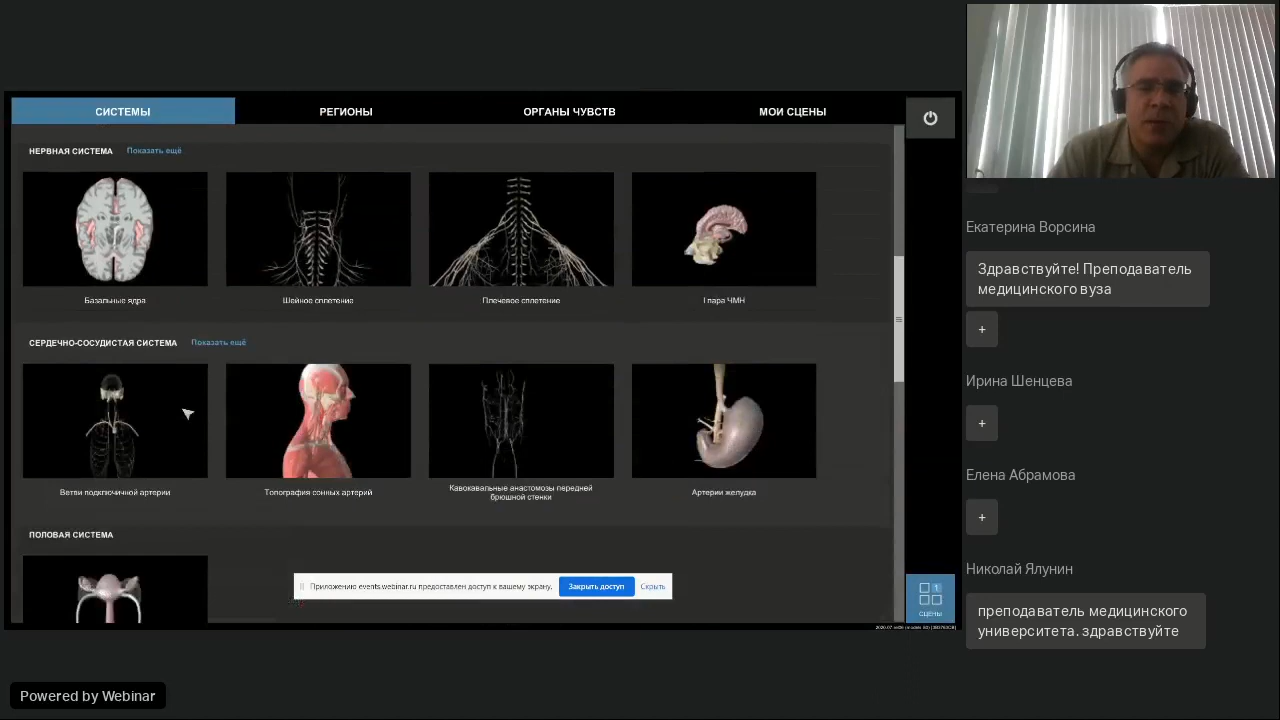 СИСТЕМЫ
РЕГИОНЫ
ОРГАНЫ ЧУВСТВ
МОИ СЦЕНЫ
НЕРВНАЯ СИСТЕМА
Показать ещё
Базальные ядра
Шейное сплетение
Плечевое сплетение
I пара ЧМН
СЕРДЕЧНО-СОСУДИСТАЯ СИСТЕМА
Показать ещё
Ветви подключичной артерии
Топография сонных артерий
Кавокавальные анастомозы передней
брюшной стенки
Артерии желудка
ПОЛОВАЯ СИСТЕМА
Приложению events.webinar.ru предоставлен доступ к вашему экрану.
Закрыть доступ
Скрыть
1
СЦЕНЫ
Екатерина Ворсина
Здравствуйте! Преподаватель
медицинского вуза
+
Ирина Шенцева
+
Елена Абрамова
+
Николай Ялунин
преподаватель медицинского
университета. здравствуйте
Powered by Webinar